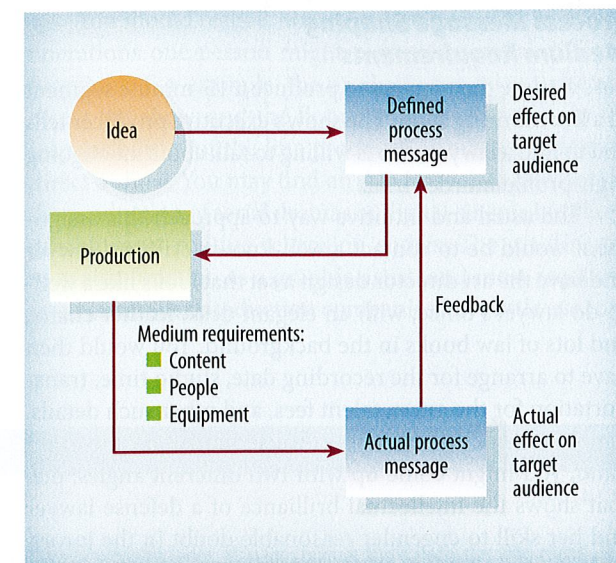 Idea
Defined
process
message
Desired
effect on
target
audience
Production
Feedback
Medium requirements:
Content
People
Equipment
Actual process
message
Actual
effect on
target
audience